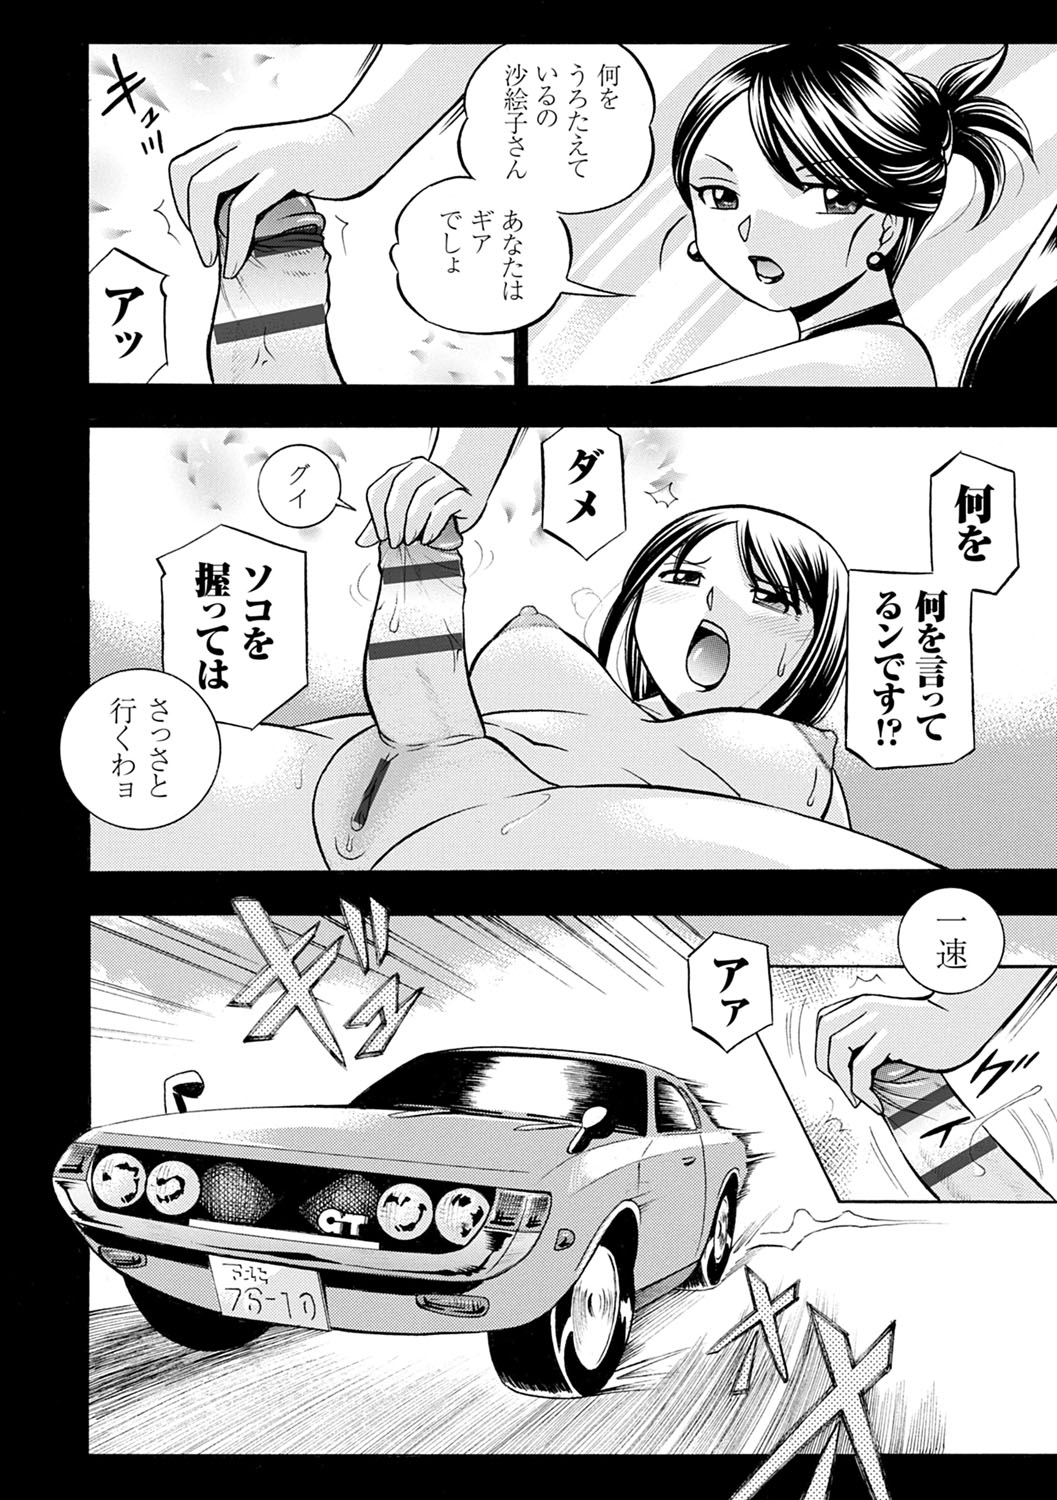 何を
うろたえて
いるの
沙絵子さん
あなたは
ギア
でしょ
キュッ
アッ
何を
何を言って
るンです!?
ダメ
グイ
ソコを
握っては
さっさと
行くわョ
一速
アァ
グイ
GT
76-10